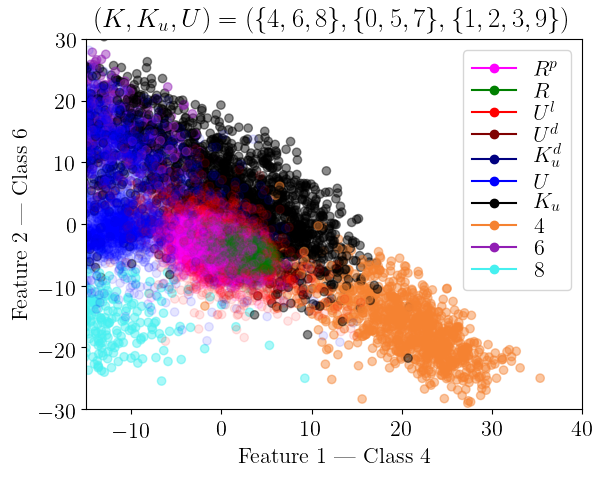 (K, K_u, U) = ({4, 6, 8}, {0, 5, 7}, {1, 2, 3, 9})
30
20
10
0
−10
−20
−30
Feature 2 — Class 6
R^p
R
U^l
U^d
K_u^d
U
K_u
4
6
8
−10
0
10
20
30
40
Feature 1 — Class 4